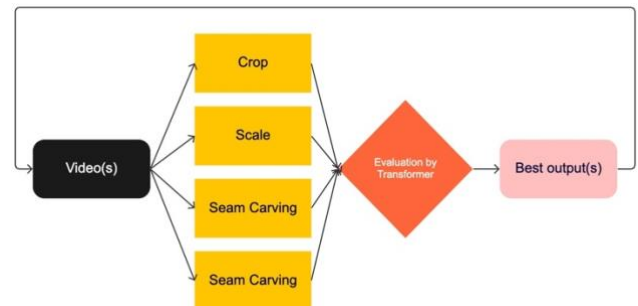 Crop
Scale
Video(s)
Evaluation by
Transformer
Best output(s)
Seam Carving
Seam Carving